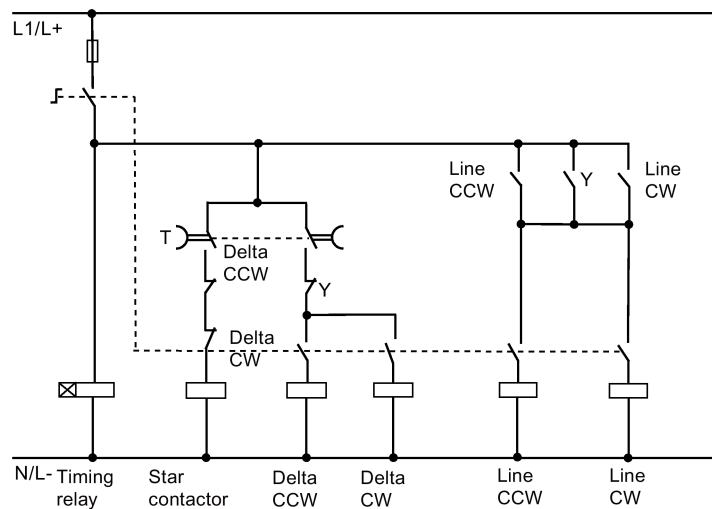 L1/L+
Line
CCW
Y
Line
CW
T
Delta
CCW
Y
Delta
CW
N/L-
Timing
relay
Star
contactor
Delta
CCW
Delta
CW
Line
CCW
Line
CW